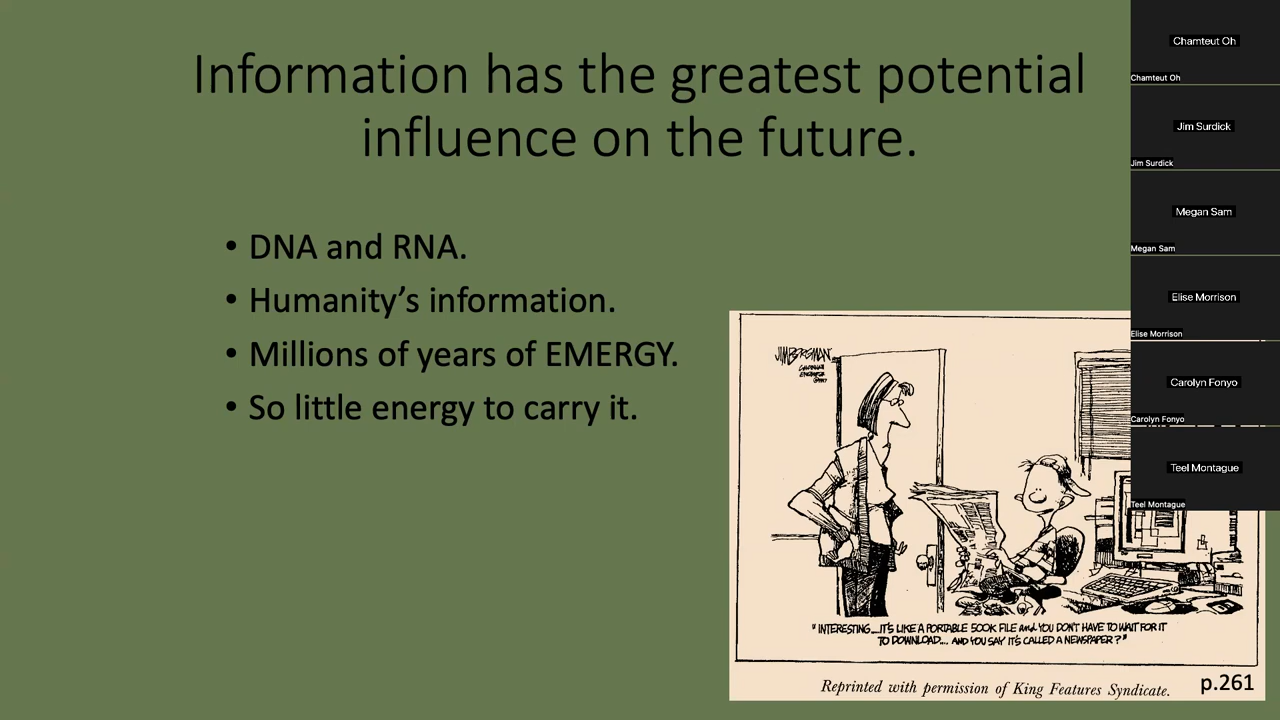 Information has the greatest potential
influence on the future.
• DNA and RNA.
• Humanity's information.
• Millions of years of EMERGY.
• So little energy to carry it.
JIM BORGMAN
"INTERESTING....IT'S LIKE A PORTABLE 500K FILE and YOU DON'T HAVE TO WAIT FOR IT
TO DOWNLOAD.... AND YOU SAY IT'S CALLED A NEWSPAPER?"
Reprinted with permission of King Features Syndicate.
p.261
Chamteut Oh
Chamteut Oh
Jim Surdick
Jim Surdick
Megan Sam
Megan Sam
Elise Morrison
Elise Morrison
Carolyn Fonyo
Carolyn Fonyo
Teel Montague
Teel Montague